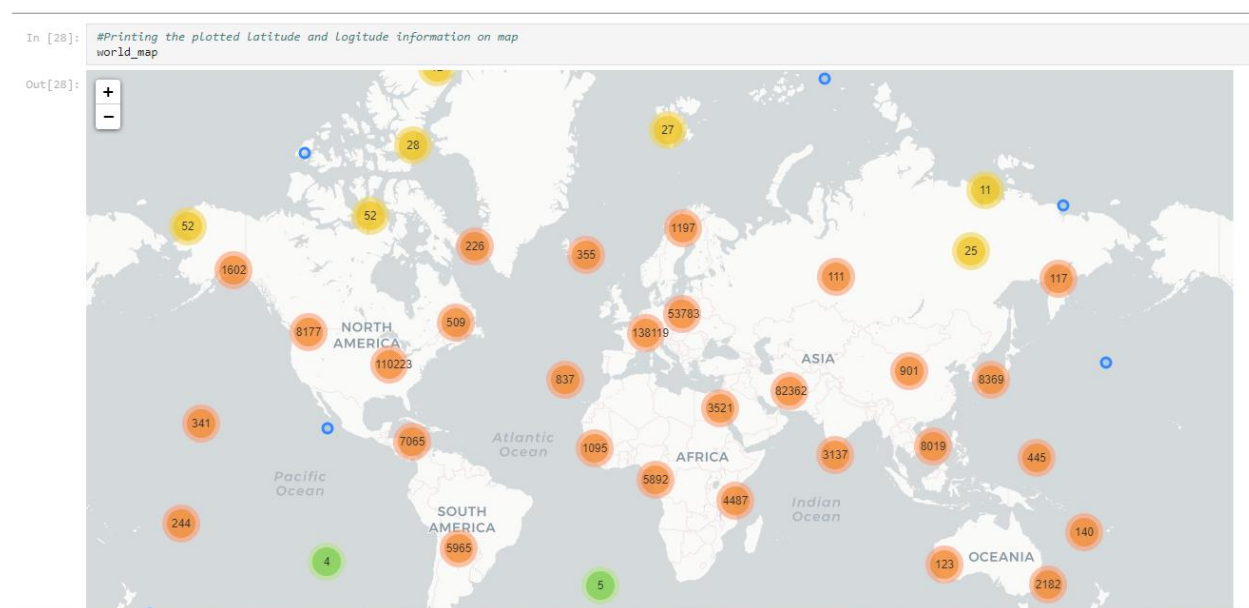 In [28]:
#Printing the plotted latitude and logitude information on map
world_map
Out[28]:
+
−
27
28
11
52
52
226
1197
355
25
1602
111
117
53783
509
8177
NORTH
AMERICA
138119
110223
ASIA
901
837
8369
82362
3521
341
7065
Atlantic
Ocean
1095
AFRICA
3137
8019
445
Pacific
Ocean
5892
4487
Indian
Ocean
SOUTH
AMERICA
244
140
5965
OCEANIA
4
123
5
2182